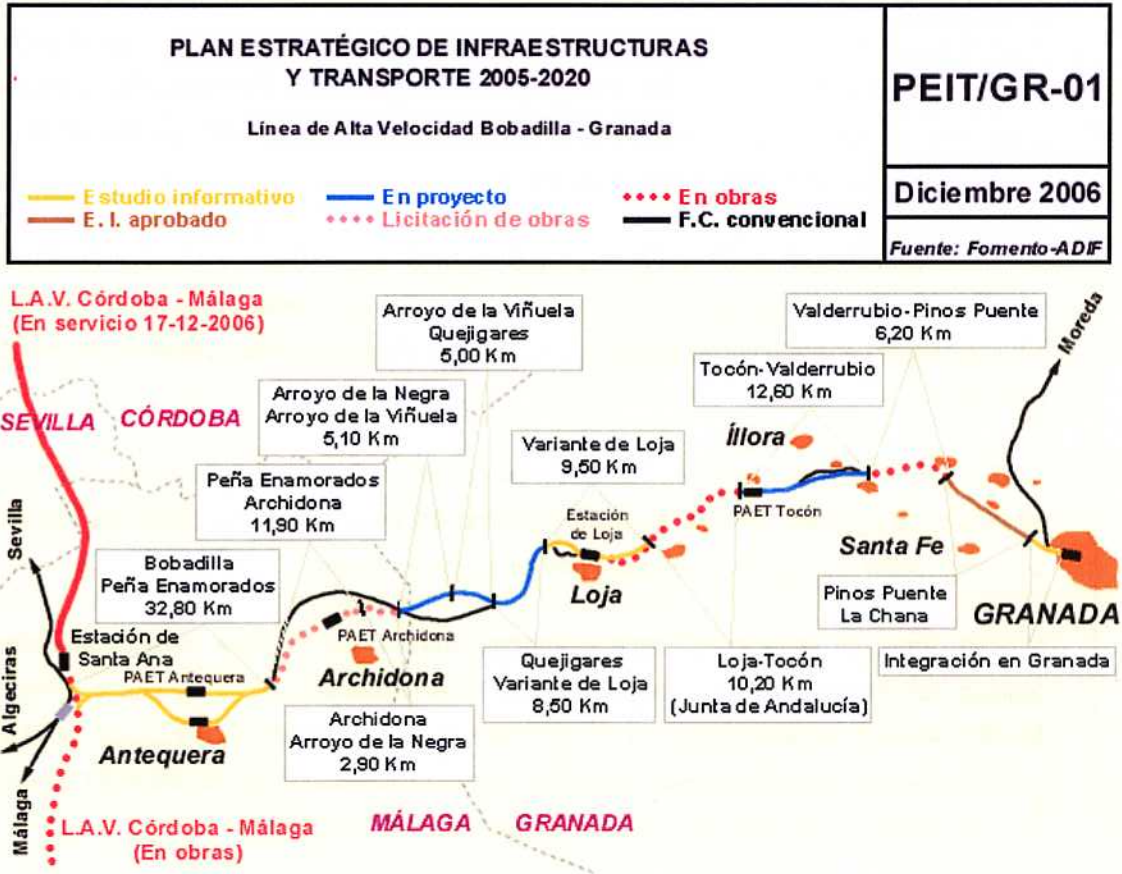 PLAN ESTRATÉGICO DE INFRAESTRUCTURAS
Y TRANSPORTE 2005-2020
Línea de Alta Velocidad Bobadilla - Granada
PEIT/GR-01
Diciembre 2006
Fuente: Fomento-ADIF
Estudio informativo
En proyecto
En obras
E. I. aprobado
Licitación de obras
F.C. convencional
L.A.V. Córdoba - Málaga
(En servicio 17-12-2006)
Arroyo de la Viñuela
Quejigares
5,00 Km
Valderrubio-Pinos Puente
6,20 Km
Moreda
Tocón-Valderrubio
12,60 Km
Arroyo de la Negra
Arroyo de la Viñuela
5,10 Km
SEVILLA
CÓRDOBA
Íllora
Variante de Loja
9,50 Km
Peña Enamorados
Archidona
11,90 Km
Sevilla
Estación
de Loja
PAET Tocón
Santa Fe
Bobadilla
Peña Enamorados
32,80 Km
Loja
Pinos Puente
La Chana
GRANADA
Estación de
Santa Ana
PAET Archidona
PAET Antequera
Archidona
Algeciras
Quejigares
Variante de Loja
8,50 Km
Loja-Tocón
10,20 Km
(Junta de Andalucía)
Integración en Granada
Archidona
Arroyo de la Negra
2,90 Km
Antequera
Málaga
L.A.V. Córdoba - Málaga
(En obras)
MÁLAGA
GRANADA